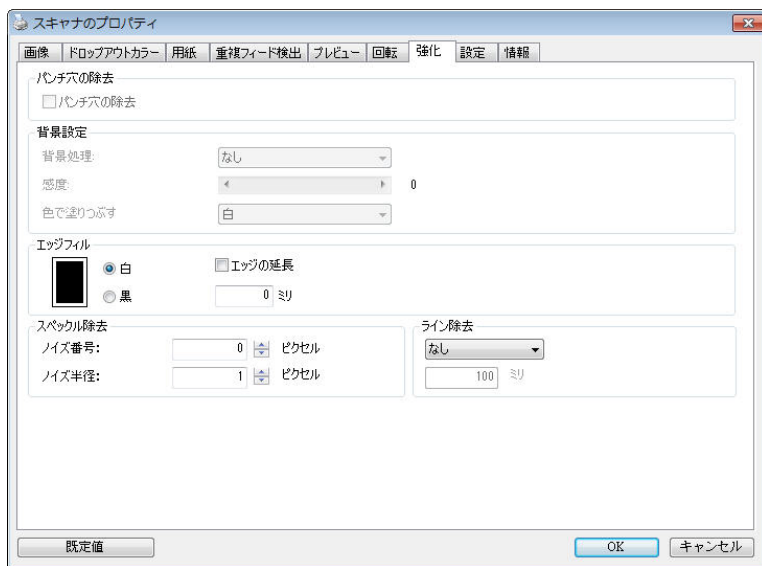 スキャナのプロパティ
画像 ドロップアウトカラー 用紙 重複フィード検出 プレビュー 回転 強化 設定 情報
パンチ穴の除去
パンチ穴の除去
背景設定
背景処理: なし
感度: 0
色で塗りつぶす 白
エッジフィル
白 エッジの延長
黒 0 ミリ
スペックル除去 ライン除去
ノイズ番号: 0 ピクセル なし
ノイズ半径: 1 ピクセル 100 ミリ
既定値 OK キャンセル